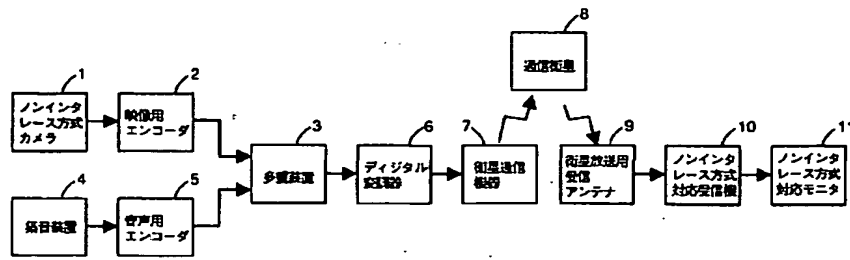 1
ノンインタ
レース方式
カメラ
2
映像用
エンコーダ
3
多重装置
4
録音装置
5
音声用
エンコーダ
6
ディジタル
変調器
7
衛星通信
機器
8
通信衛星
9
衛星放送用
受信
アンテナ
10
ノンインタ
レース方式
対応受信機
11
ノンインタ
レース方式
対応モニタ